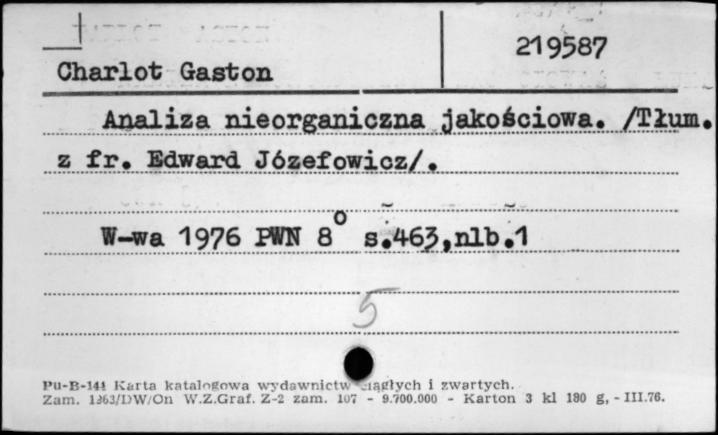 219587
Charlot Gaston
Analiza nieorganiczna jakościowa. /Tłum.
z fr. Edward Józefowicz/.
W-wa 1976 PWN 8° s.463,nlb.1
5
Pu-B-144 Karta katalogowa wydawnictw ciągłych i zwartych.
Zam. 1363/DW/On W.Z.Graf. Z-2 zam. 107 - 9.700.000 - Karton 3 kl 180 g, - III.76.